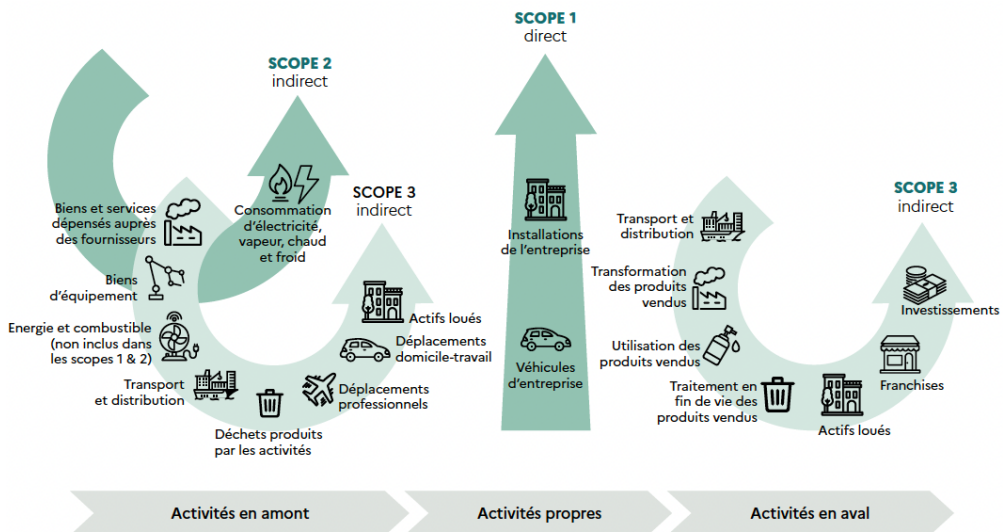 SCOPE 1
direct
SCOPE 2
indirect
SCOPE 3
indirect
SCOPE 3
indirect
Biens et services
dépensés auprès
des fournisseurs
Consommation
d'électricité,
vapeur, chaud
et froid
Biens
d'équipement
Energie et combustible
(non inclus dans
les scopes 1 & 2)
Transport
et distribution
Déchets produits
par les activités
Déplacements
professionnels
Déplacements
domicile-travail
Actifs loués
Installations
de l'entreprise
Véhicules
d'entreprise
Transport et
distribution
Transformation
des produits
vendus
Utilisation des
produits vendus
Traitement en
fin de vie des
produits vendus
Actifs loués
Franchises
Investissements
Activités en amont
Activités propres
Activités en aval